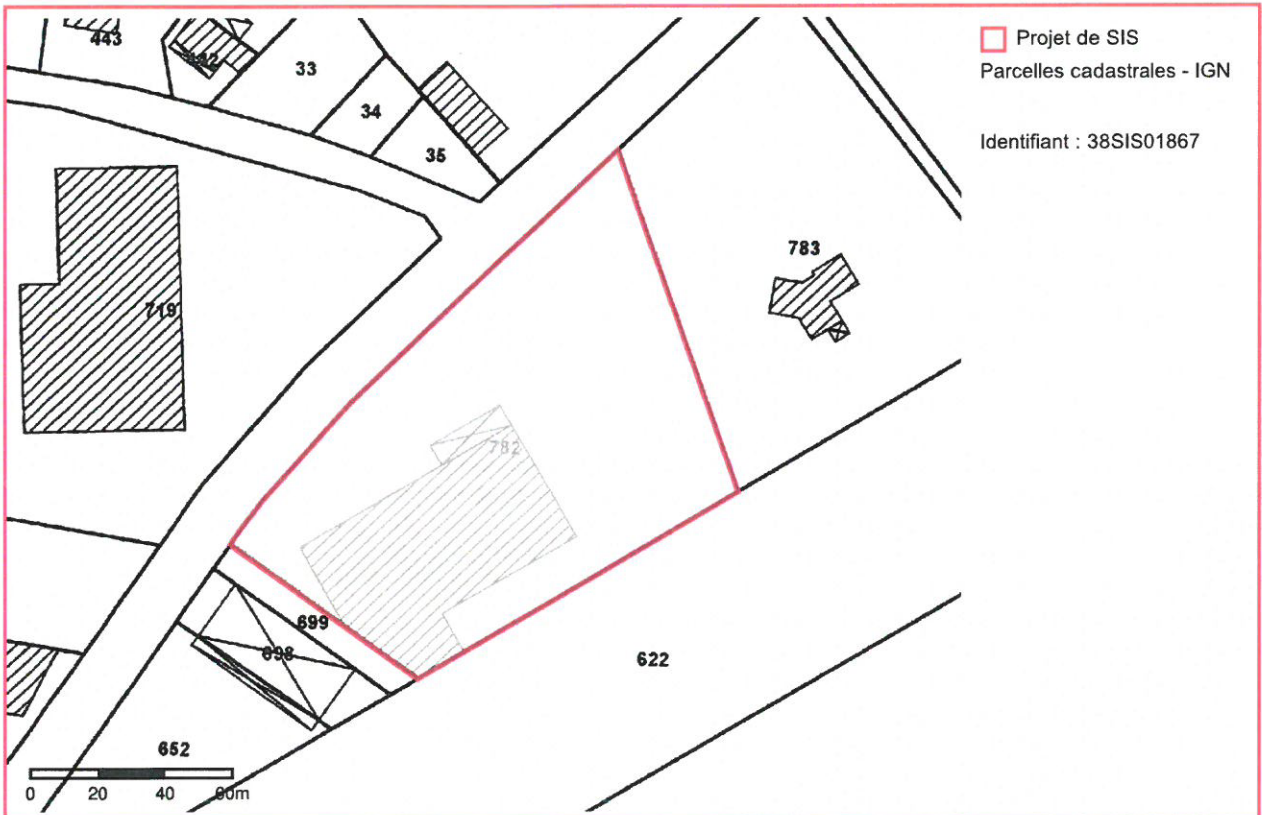 443
33
34
35
719
783
782
699
698
622
652
0 20 40 60m
Projet de SIS
Parcelles cadastrales - IGN
Identifiant : 38SIS01867